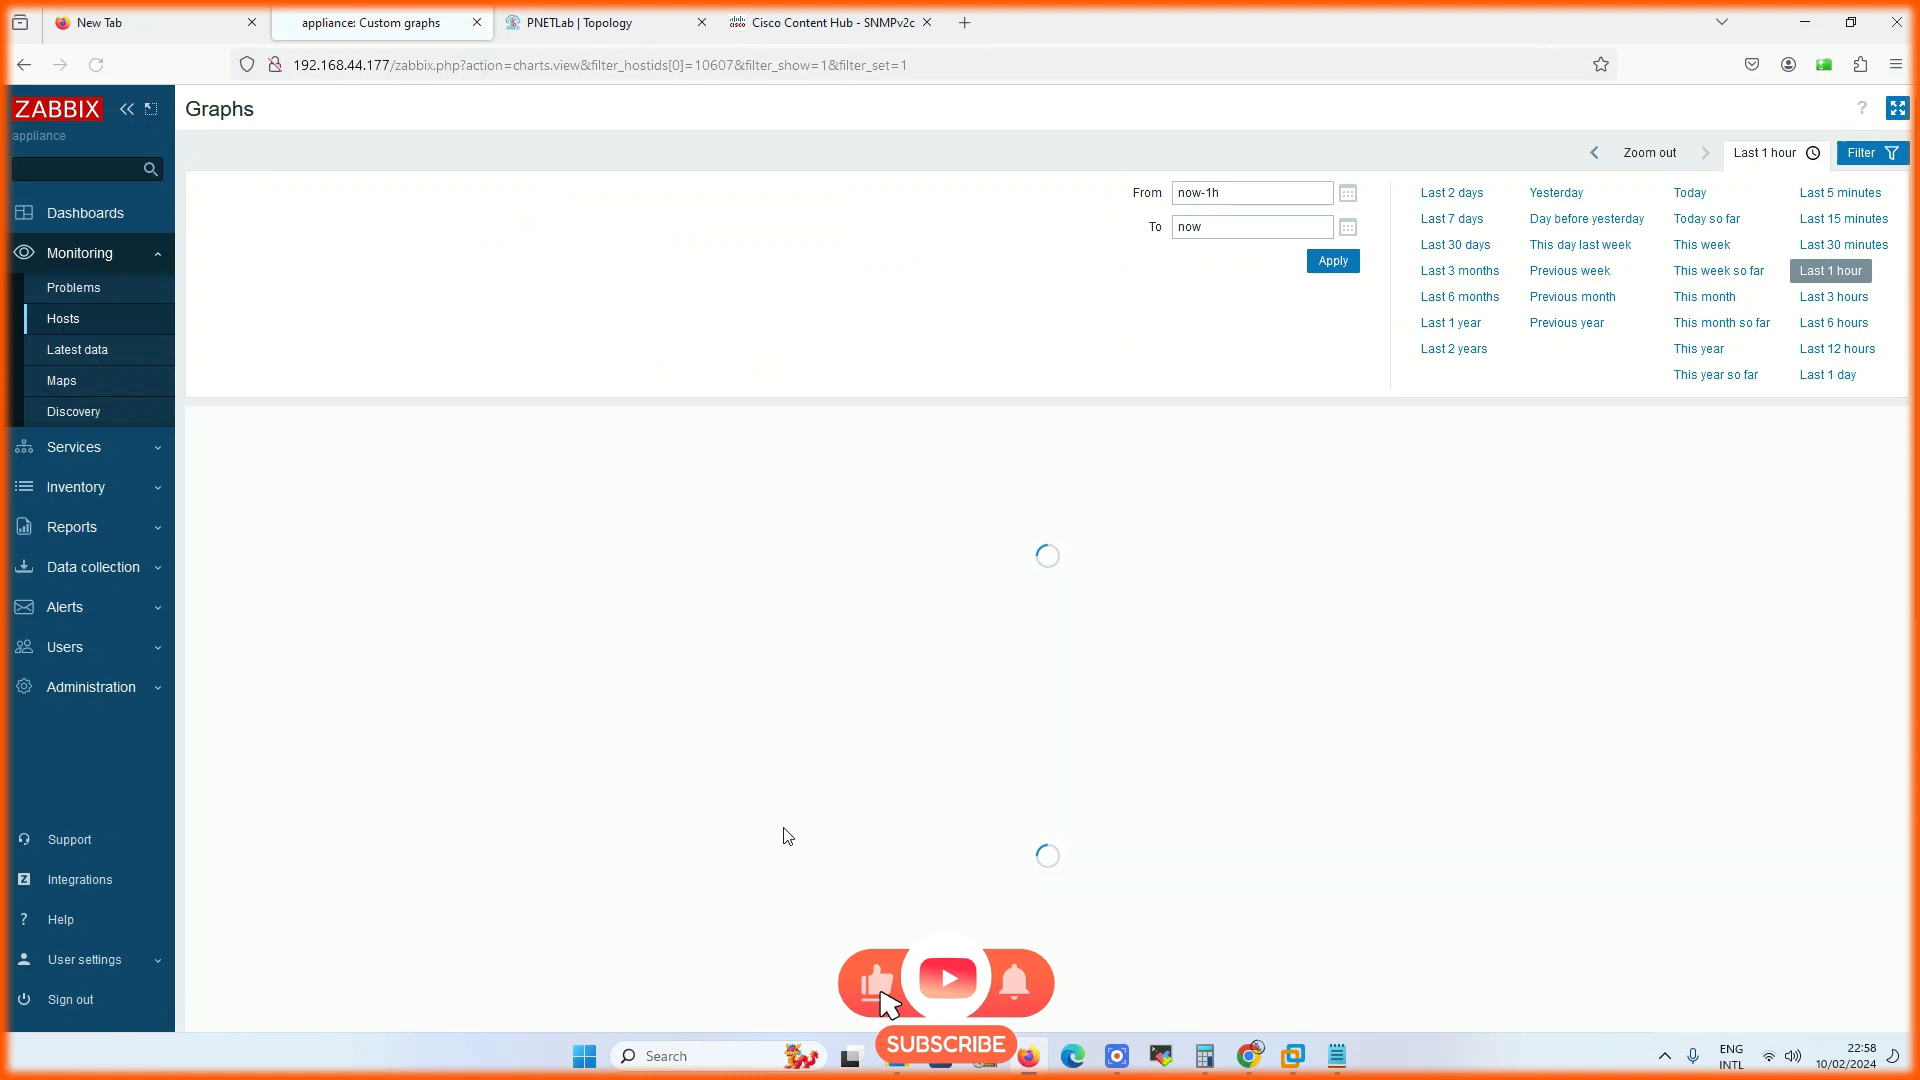 New Tab
appliance: Custom graphs
PNETLab | Topology
Cisco Content Hub - SNMPv2c
192.168.44.177/zabbix.php?action=charts.view&filter_hostids[0]=10607&filter_show=1&filter_set=1
ZABBIX
appliance
Graphs
?
Zoom out
Last 1 hour
Filter
From now-1h
To now
Apply
Last 2 days Yesterday Today Last 5 minutes
Last 7 days Day before yesterday Today so far Last 15 minutes
Last 30 days This day last week This week Last 30 minutes
Last 3 months Previous week This week so far Last 1 hour
Last 6 months Previous month This month Last 3 hours
Last 1 year Previous year This month so far Last 6 hours
Last 2 years This year Last 12 hours
This year so far Last 1 day
Dashboards
Monitoring
Problems
Hosts
Latest data
Maps
Discovery
Services
Inventory
Reports
Data collection
Alerts
Users
Administration
Support
Z Integrations
? Help
User settings
Sign out
SUBSCRIBE
Search
ENG
INTL
22:58
10/02/2024